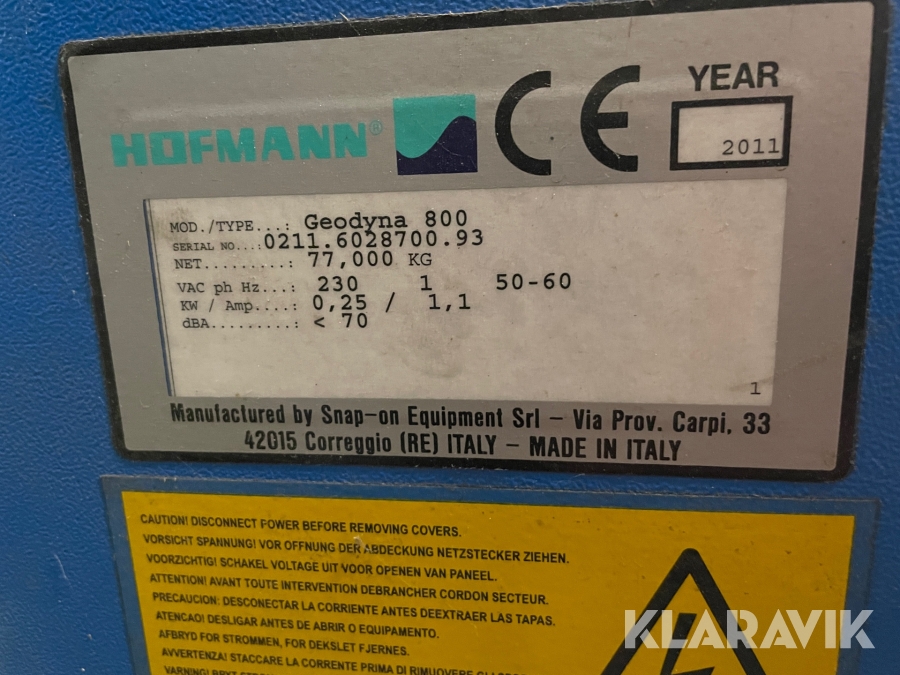 HOFMANN®
CE
YEAR
2011
MOD./TYPE...: Geodyna 800
SERIAL NO...:0211.6028700.93
NET.........: 77,000 KG
VAC ph Hz...: 230 1 50-60
KW / Amp....: 0,25 / 1,1
dBA.........: < 70
1
Manufactured by Snap-on Equipment Srl - Via Prov. Carpi, 33
42015 Correggio (RE) ITALY - MADE IN ITALY
CAUTION! DISCONNECT POWER BEFORE REMOVING COVERS.
VORSICHT SPANNUNG! VOR OFFNUNG DER ABDECKUNG NETZSTECKER ZIEHEN.
VOORZICHTIG! SCHAKEL VOLTAGE UIT VOOR OPENEN VAN PANEEL.
ATTENTION! AVANT TOUTE INTERVENTION DEBRANCHER CORDON SECTEUR.
PRECAUCION: DESCONECTAR LA CORRIENTE ANTES DEEXTRAER LAS TAPAS.
ATENCAO! DESLIGAR ANTES DE ABRIR O EQUIPAMENTO.
AFBRYD FOR STROMMEN, FOR DEKSLET FJERNES.
AVVERTENZA! STACCARE LA CORRENTE PRIMA DI RIMUOVERE
KLARAVIK